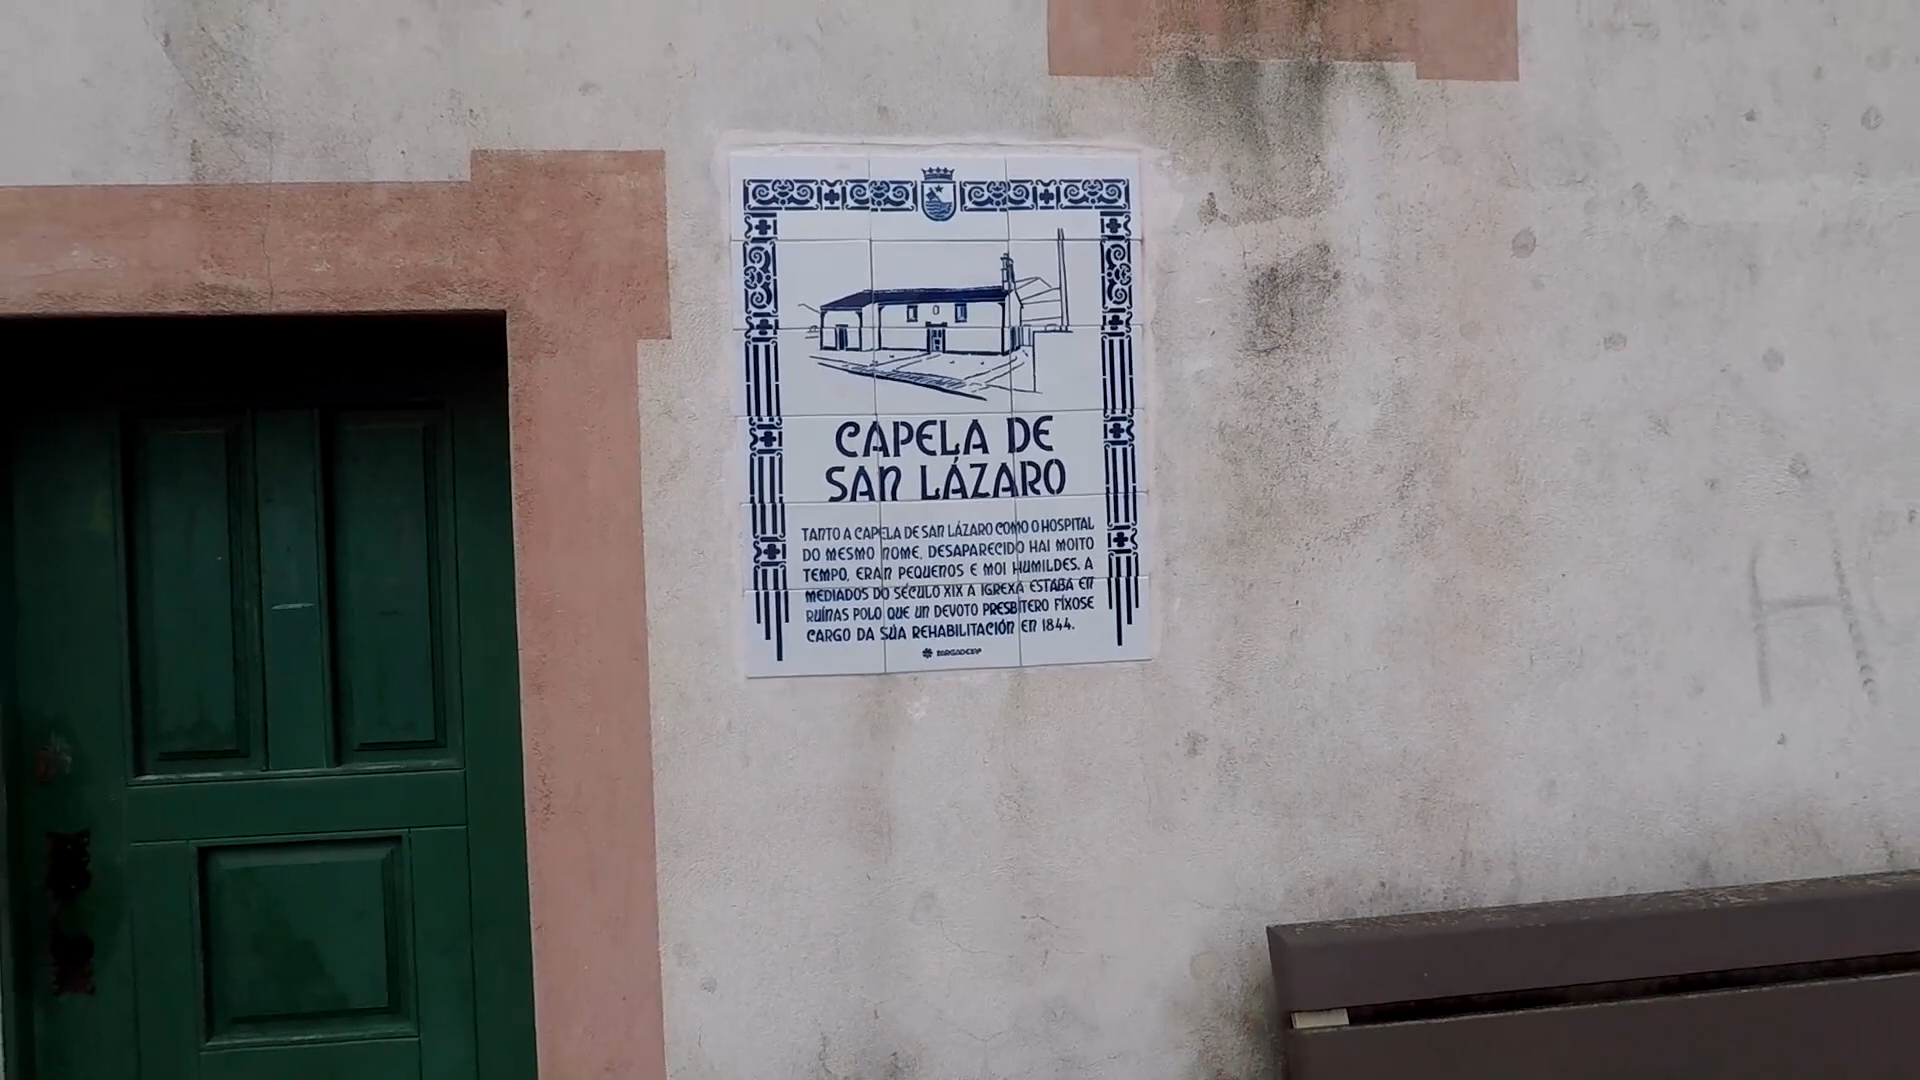 CAPELA DE
SAN LÁZARO
TANTO A CAPELA DE SAN LÁZARO COMO O HOSPITAL
DO MESMO NOME, DESAPARECIDO HAI MOITO
TEMPO, ERAN PEQUENOS E MOI HUMILDES. A
MEDIADOS DO SÉCULO XIX A IGREXA ESTABA EN
RUÍNAS POLO QUE UN DEVOTO PRESBÍTERO FÍXOSE
CARGO DA SÚA REHABILITACIÓN EN 1844.
H